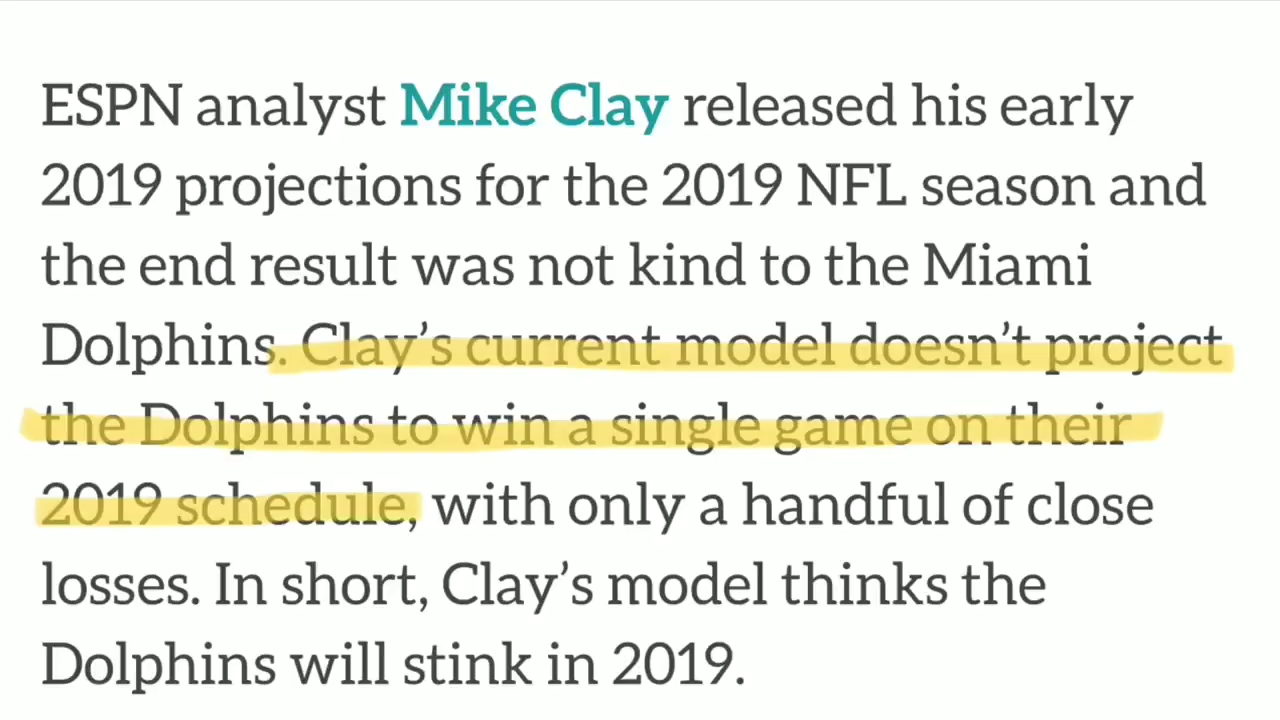 ESPN analyst Mike Clay released his early
2019 projections for the 2019 NFL season and
the end result was not kind to the Miami
Dolphins. Clay’s current model doesn’t project
the Dolphins to win a single game on their
2019 schedule, with only a handful of close
losses. In short, Clay’s model thinks the
Dolphins will stink in 2019.